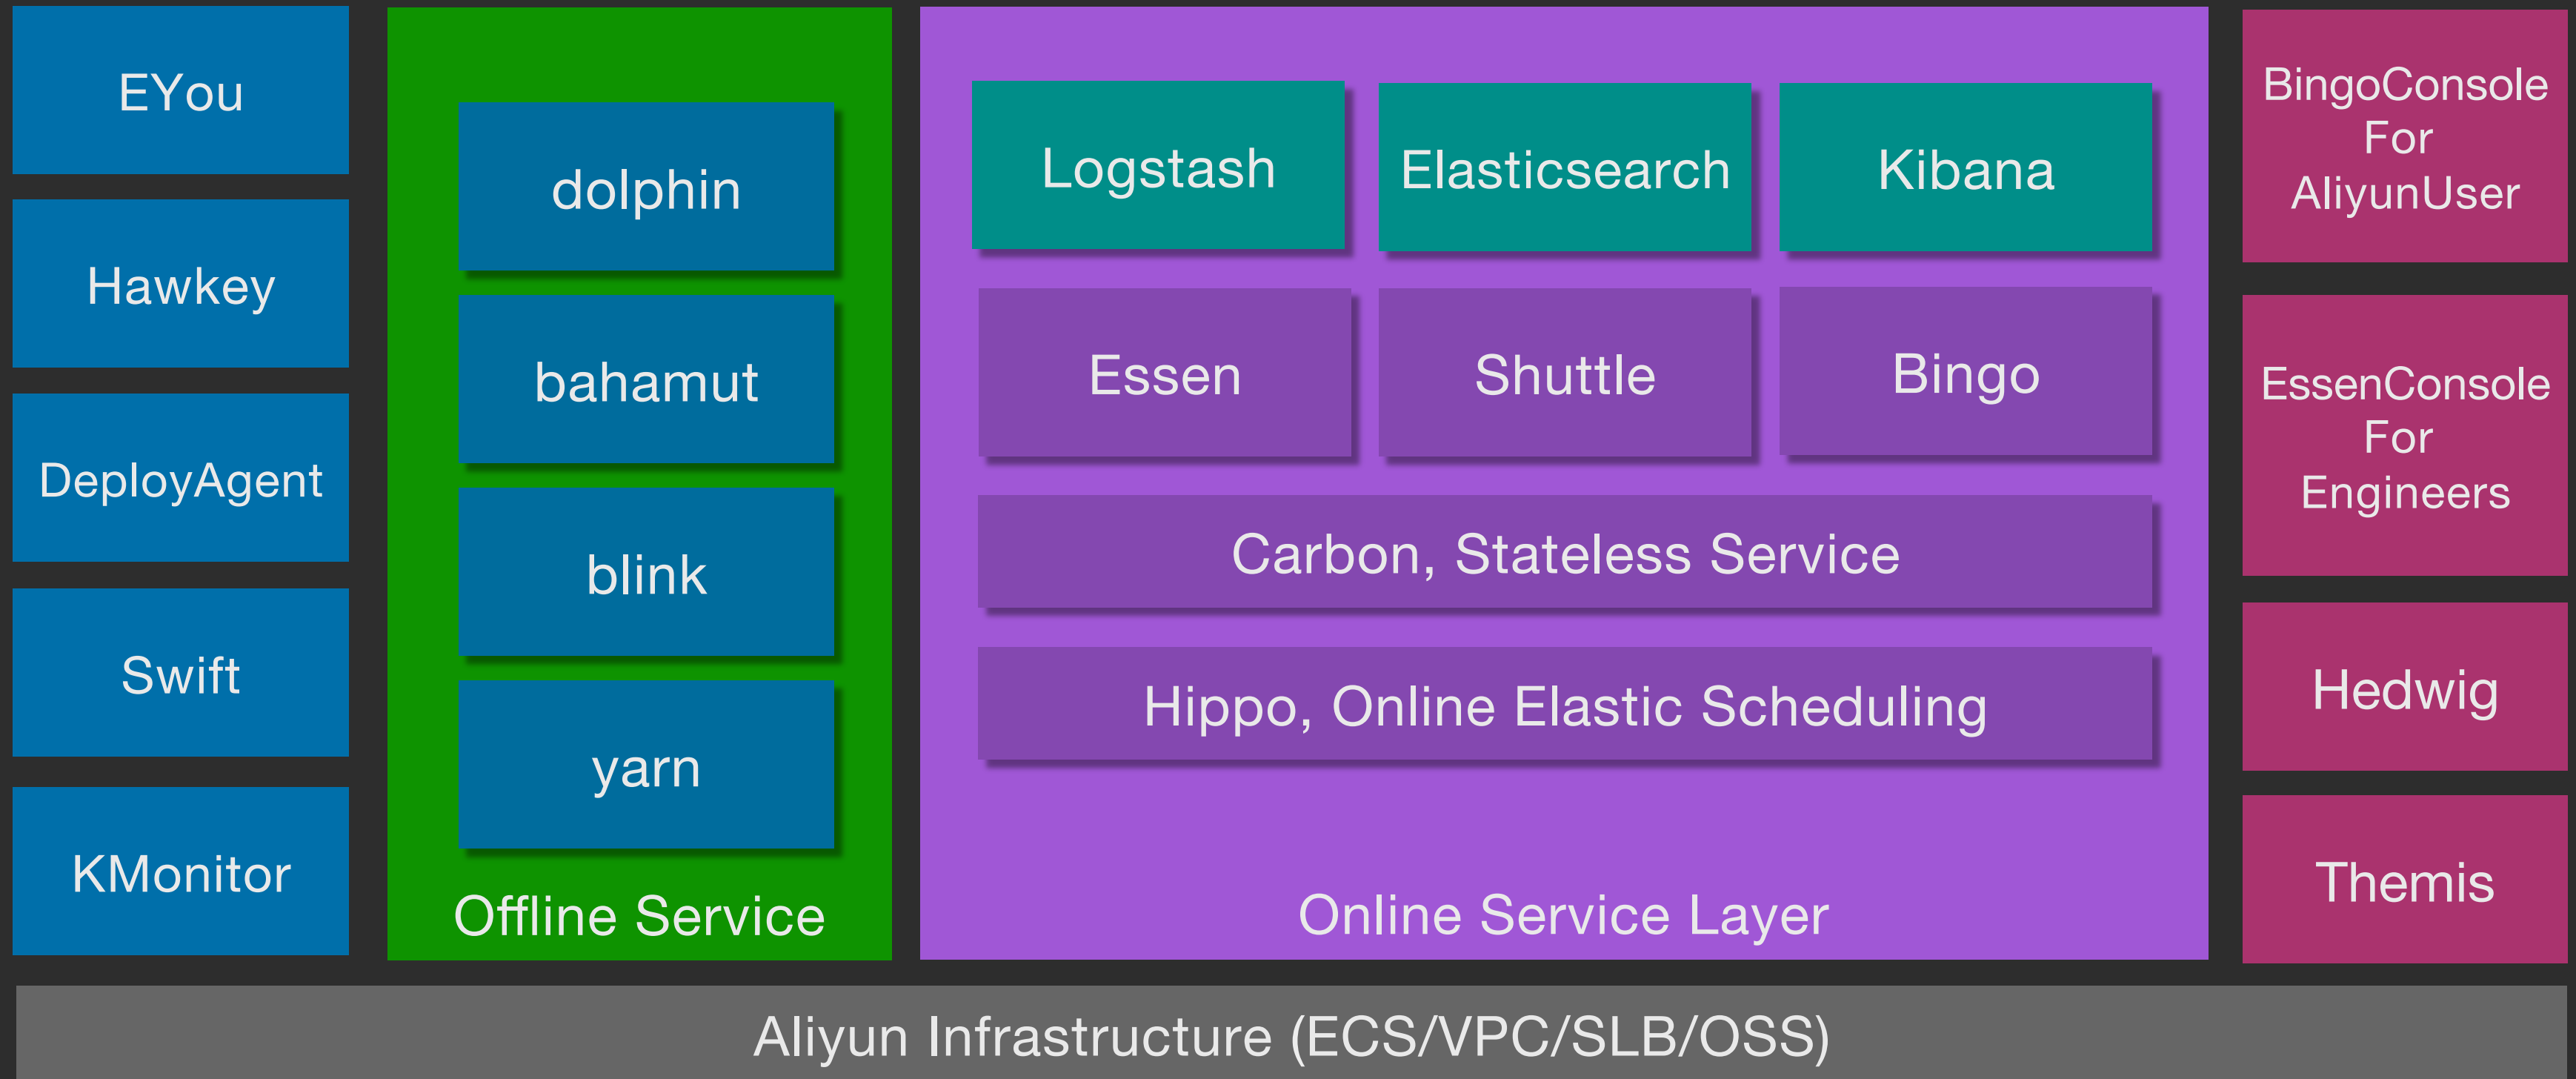 EYou
Hawkey
DeployAgent
Swift
KMonitor
dolphin
bahamut
blink
yarn
Offline Service
Logstash
Elasticsearch
Kibana
Essen
Shuttle
Bingo
Carbon, Stateless Service
Hippo, Online Elastic Scheduling
Online Service Layer
BingoConsole
For
AliyunUser
EssenConsole
For
Engineers
Hedwig
Themis
Aliyun Infrastructure (ECS/VPC/SLB/OSS)